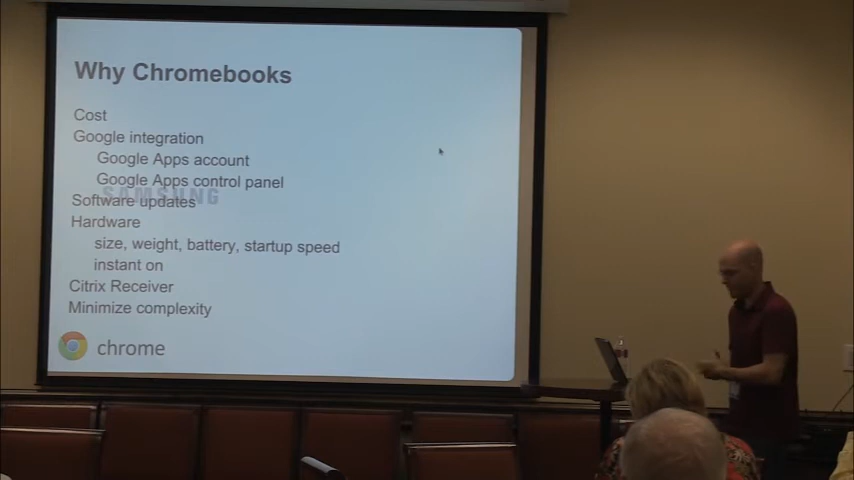 Why Chromebooks
Cost
Google integration
Google Apps account
Google Apps control panel
SAMSUNG
Software updates
Hardware
size, weight, battery, startup speed
instant on
Citrix Receiver
Minimize complexity
chrome